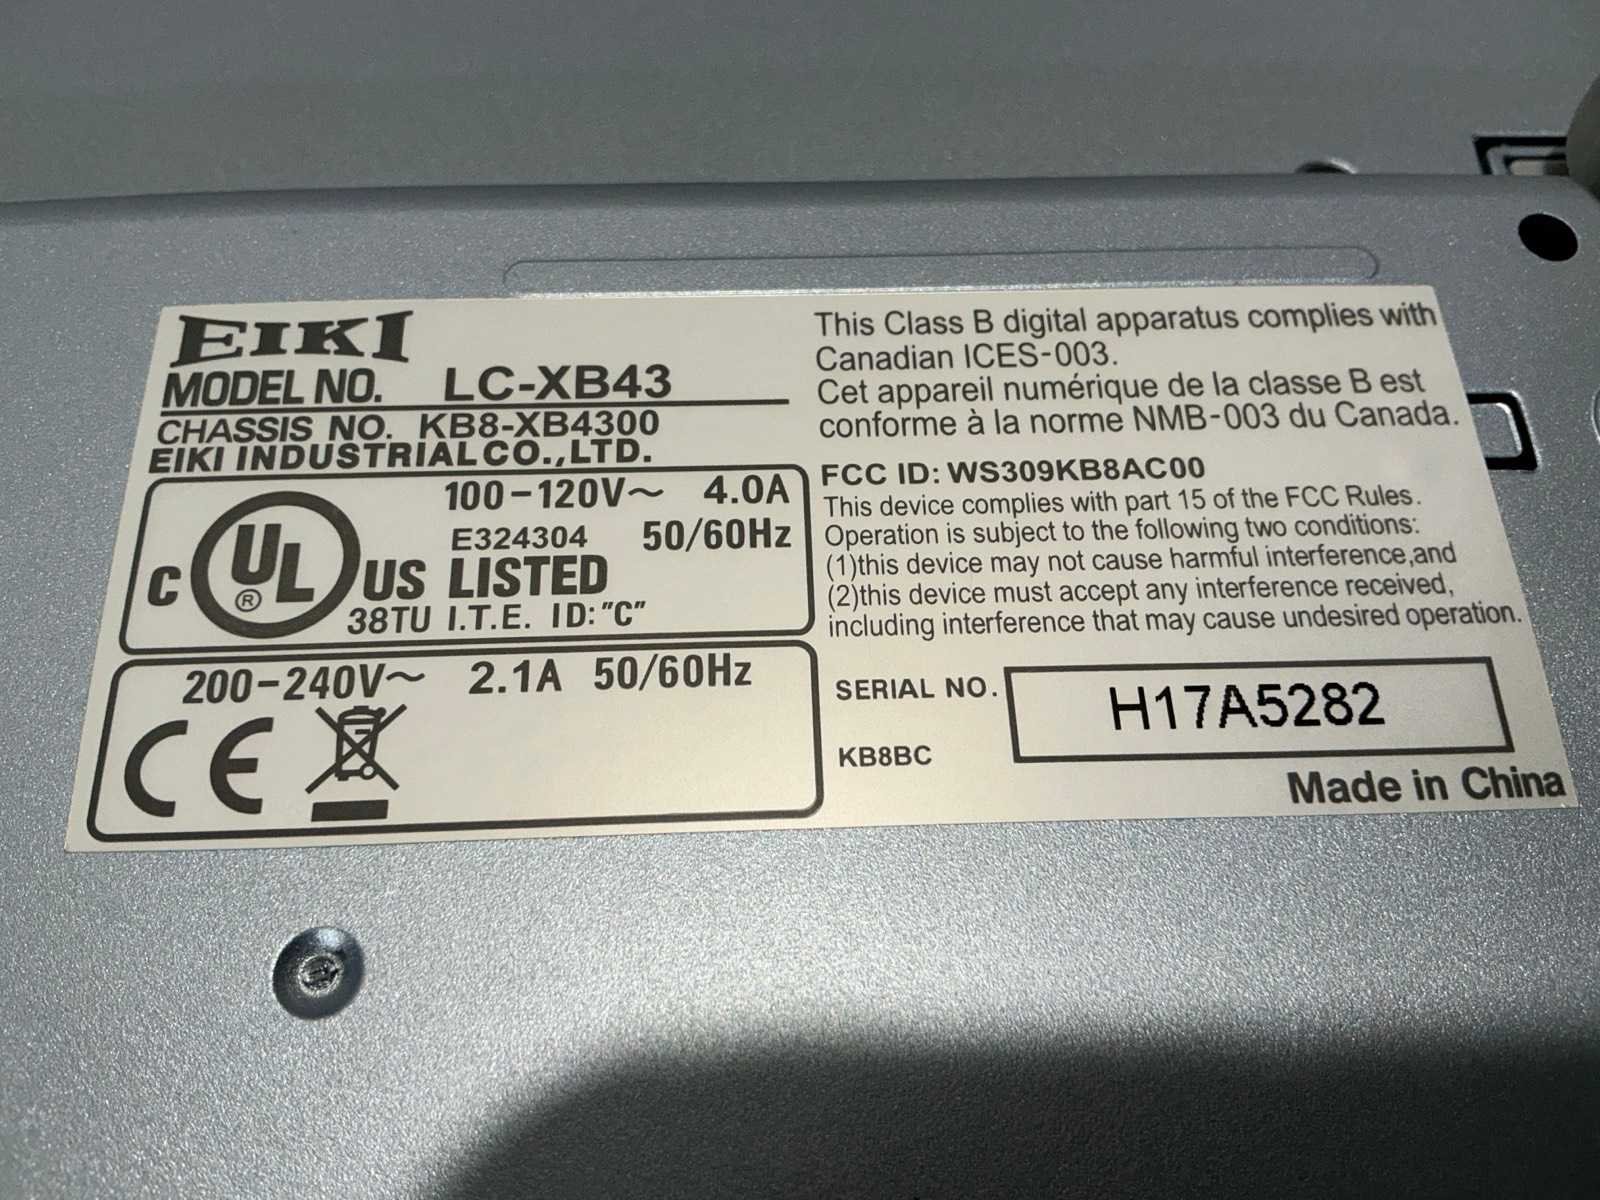 EIKI
MODEL NO. LC-XB43
CHASSIS NO. KB8-XB4300
EIKI INDUSTRIAL CO.,LTD.
100-120V~ 4.0A
E324304 50/60Hz
C UL ® US LISTED
38TU I.T.E. ID:"C"
200-240V~ 2.1A 50/60Hz
CE
This Class B digital apparatus complies with
Canadian ICES-003.
Cet appareil numérique de la classe B est
conforme à la norme NMB-003 du Canada.
FCC ID: WS309KB8AC00
This device complies with part 15 of the FCC Rules.
Operation is subject to the following two conditions:
(1)this device may not cause harmful interference,and
(2)this device must accept any interference received,
including interference that may cause undesired operation.
SERIAL NO. H17A5282
KB8BC
Made in China